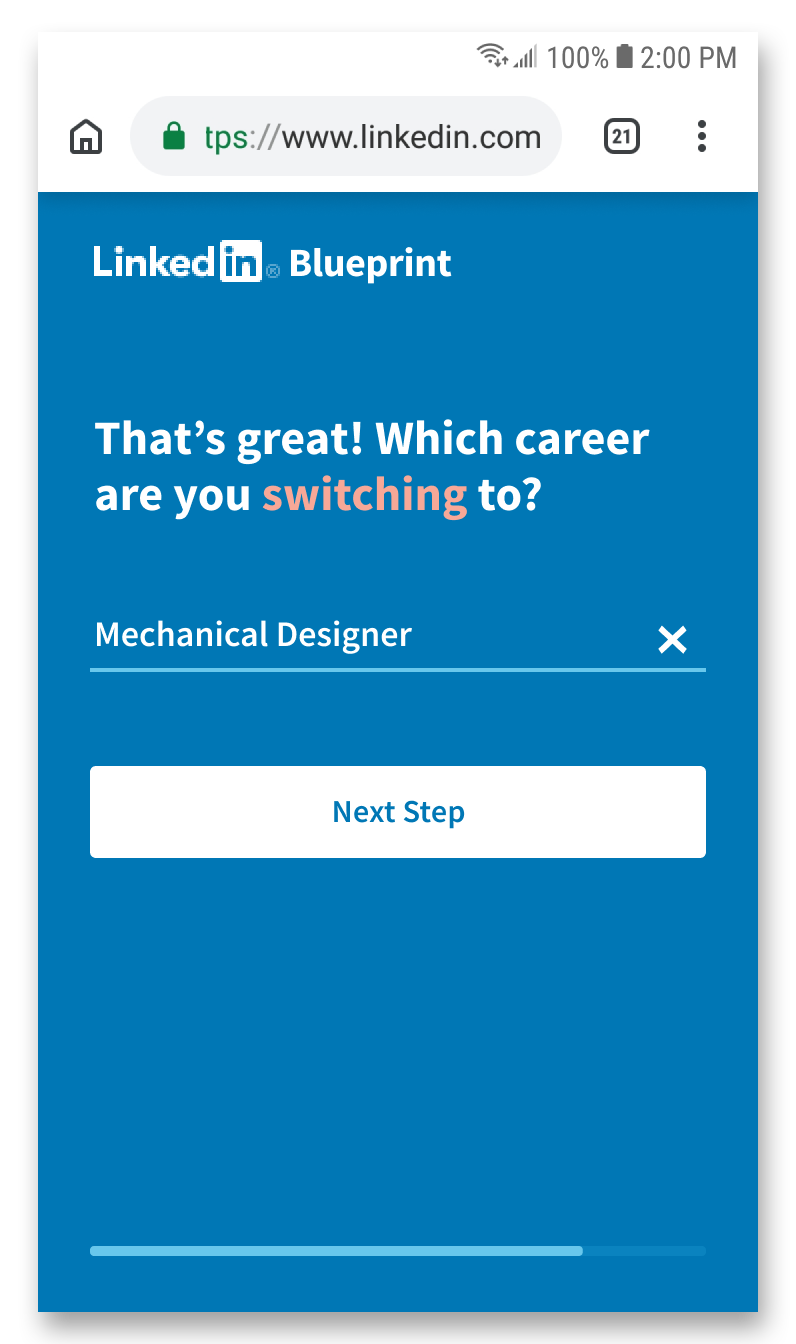 100% 2:00 PM
tps://www.linkedin.com 21
Linkedin® Blueprint
That’s great! Which career
are you switching to?
Mechanical Designer
Next Step